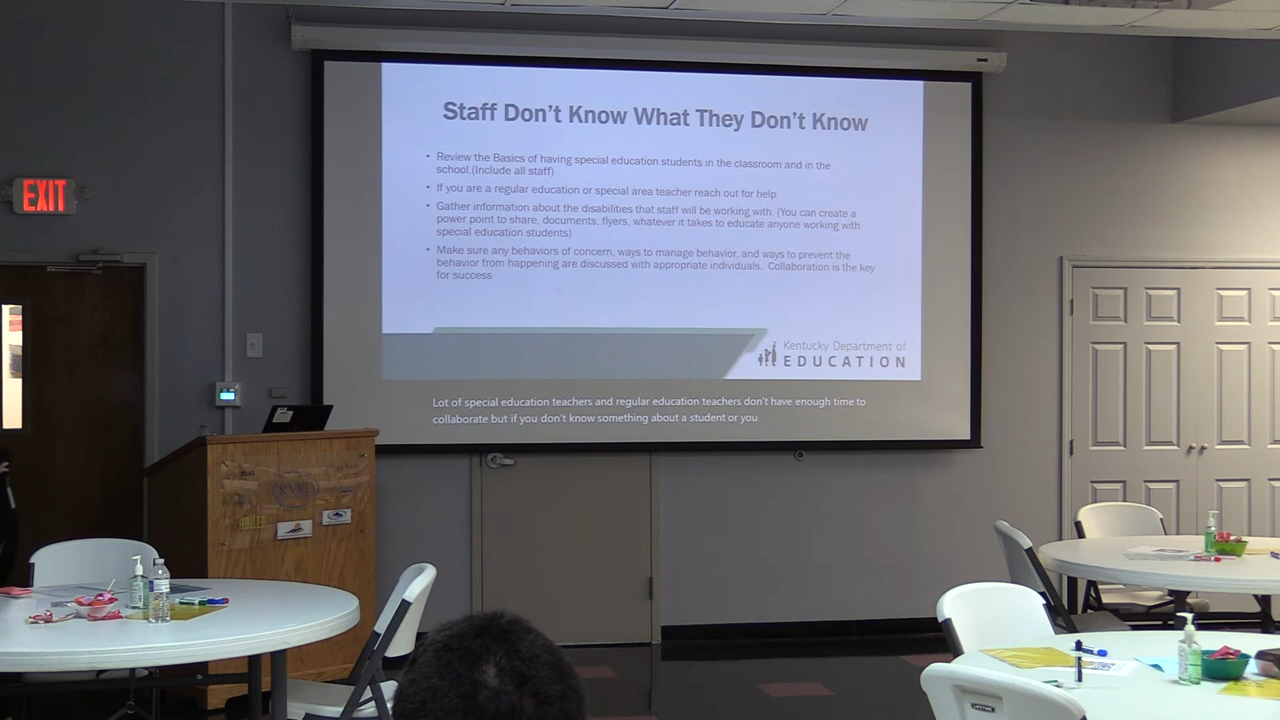 Staff Don't Know What They Don't Know
• Review the Basics of having special education students in the classroom and in the
school.(Include all staff)
• If you are a regular education or special area teacher reach out for help.
• Gather information about the disabilities that staff will be working with. (You can create a
power point to share, documents, flyers, whatever it takes to educate anyone working with
special education students)
• Make sure any behaviors of concern, ways to manage behavior, and ways to prevent the
behavior from happening are discussed with appropriate individuals. Collaboration is the key
for success
EXIT
Kentucky Department of
EDUCATION
Lot of special education teachers and regular education teachers don't have enough time to
collaborate but if you don't know something about a student or you
LIFETIME